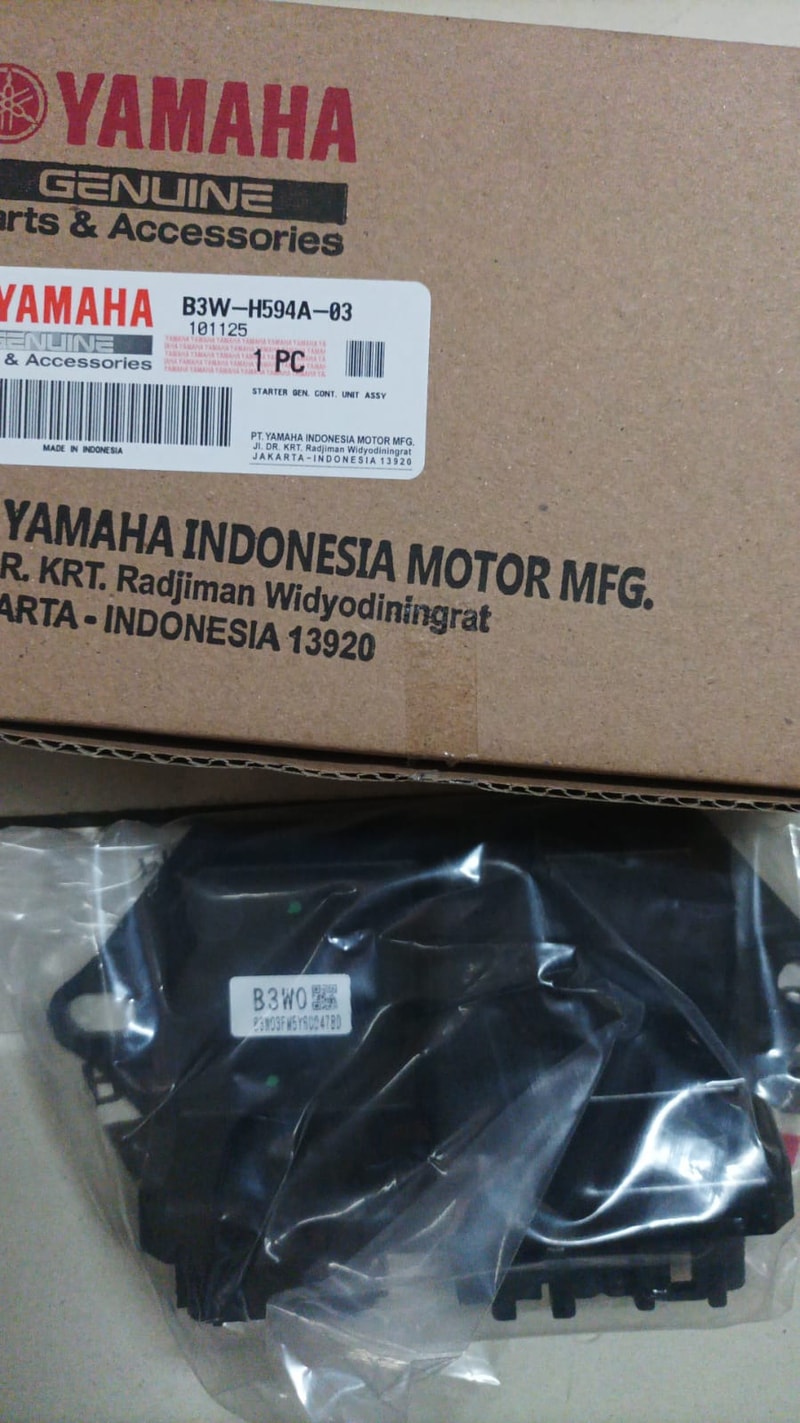 YAMAHA
GENUINE
arts & Accessories
YAMAHA
GENUINE
& Accessories
B3W-H594A-03
101125
1 PC
STARTER GEN. CONT. UNIT ASSY
MADE IN INDONESIA
PT. YAMAHA INDONESIA MOTOR MFG.
Jl. DR. KRT. Radjiman Widyodiningrat
JAKARTA - INDONESIA 13920
YAMAHA INDONESIA MOTOR MFG.
R. KRT. Radjiman Widyodiningrat
ARTA - INDONESIA 13920
B3W0